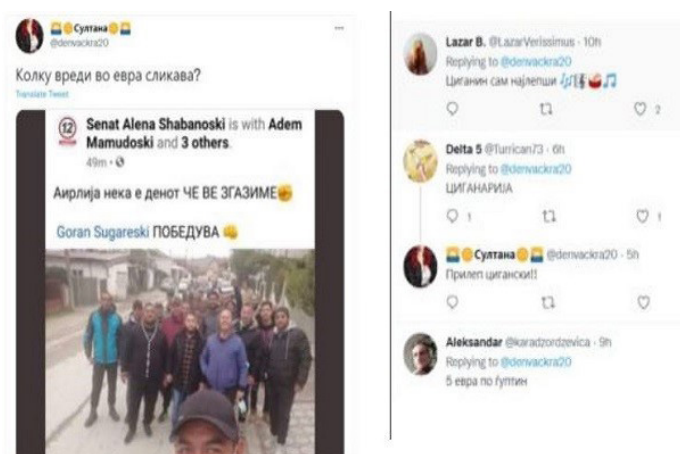 Султана
@denvackra20
Колку вреди во евра сликава?
Translate Tweet
12
Senat Alena Shabanoski is with Adem
Mamudoski and 3 others.
49m
Аирлија нека е денот ЧЕ ВЕ ЗГАЗИМЕ✊
Goran Sugareski ПОБЕДУВА 👊
Lazar B. @LazarVerissimus · 10h
Replying to @denvackra20
Циганин сам најлепши 🎶🎼🪘🎵
2
Delta 5 @Turrican73 · 6h
Replying to @denvackra20
ЦИГАНАРИЈА
1
1
Султана @denvackra20 · 5h
Прилеп цигански!!
Aleksandar @karadzordzevica · 9h
Replying to @denvackra20
5 евра по ѓуптин